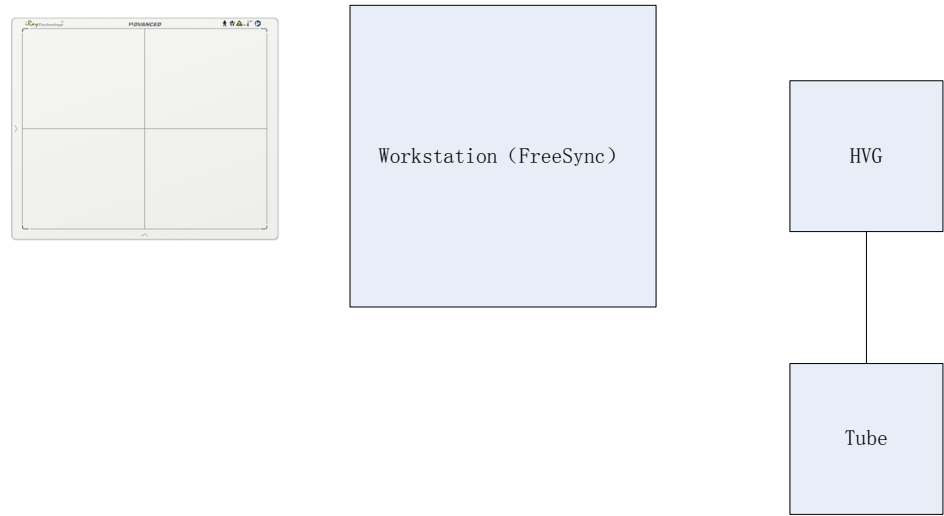 iRay Technology
ADVANCED
Workstation（FreeSync）
HVG
Tube